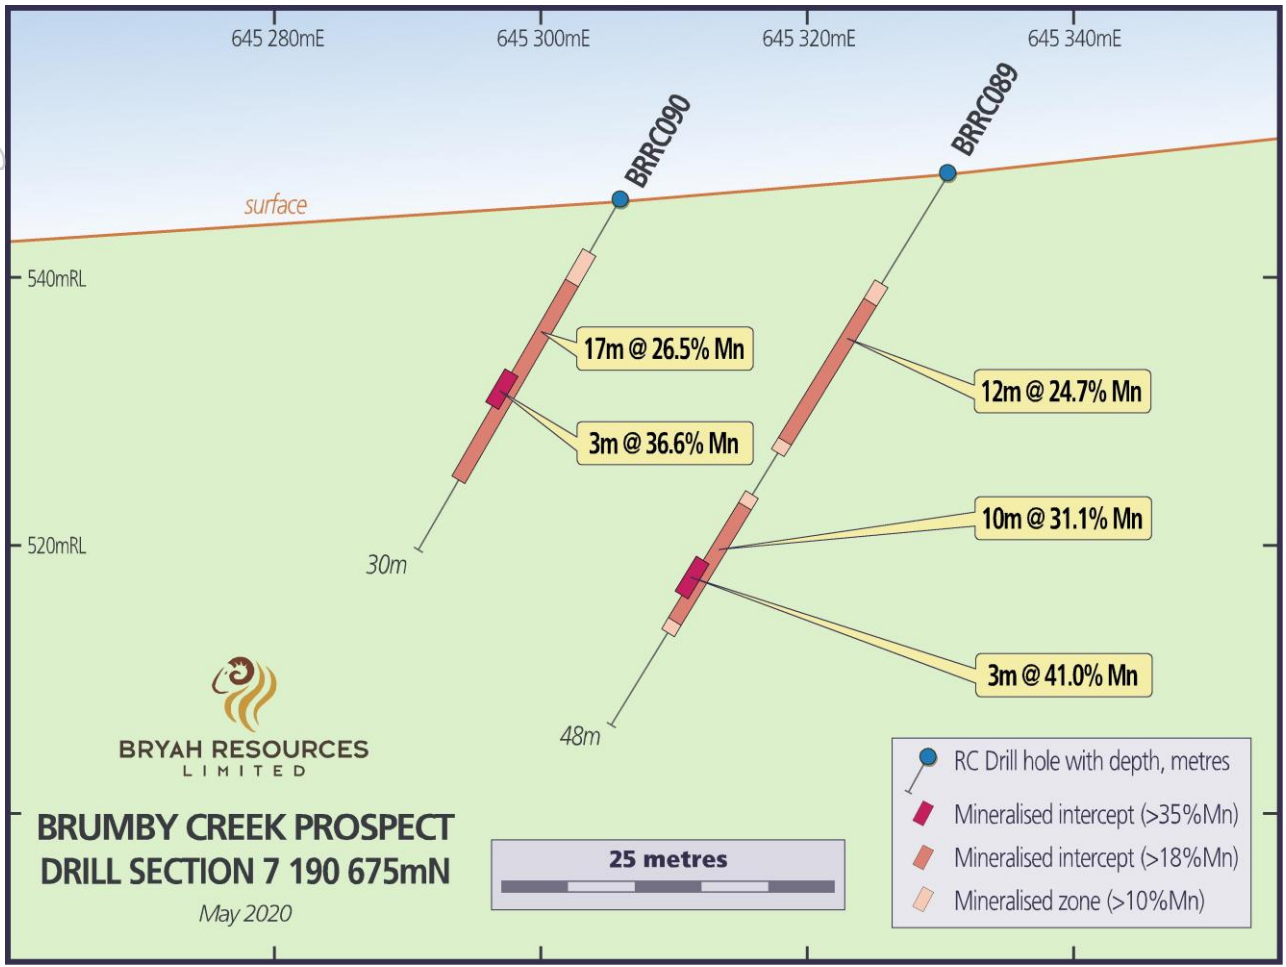 645 280mE
645 300mE
645 320mE
645 340mE
BRRC090
BRRC089
surface
540mRL
17m @ 26.5% Mn
12m @ 24.7% Mn
3m @ 36.6% Mn
10m @ 31.1% Mn
520mRL
30m
3m @ 41.0% Mn
48m
BRYAH RESOURCES
LIMITED
BRUMBY CREEK PROSPECT
DRILL SECTION 7 190 675mN
May 2020
25 metres
RC Drill hole with depth, metres
Mineralised intercept (>35%Mn)
Mineralised intercept (>18%Mn)
Mineralised zone (>10%Mn)